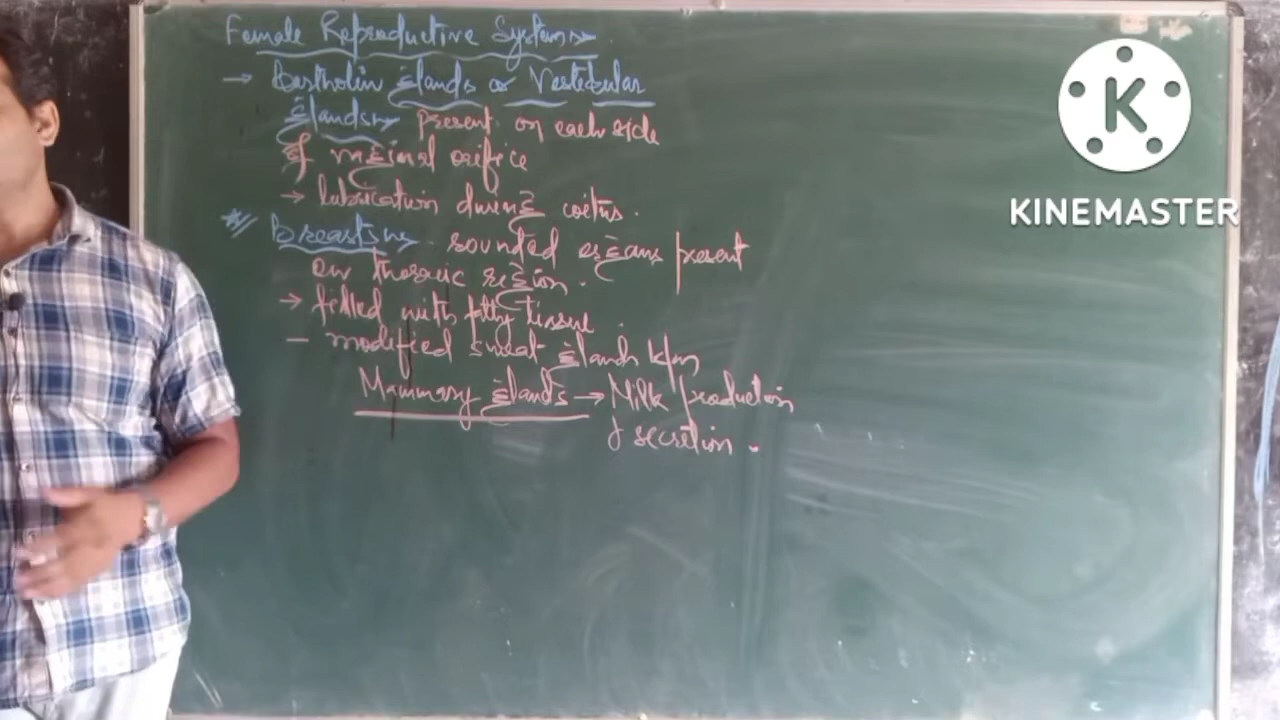 Female Reproductive System
→ Bartholin glands or Vestibular
glands → present on each side
of vaginal orifice
→ lubrication during coitus.
Breasts → rounded organs present
on thoracic region.
→ filled with fatty tissue.
- modified sweat glands k/as
Mammary glands → Milk production
& secretion.
K
KINEMASTER